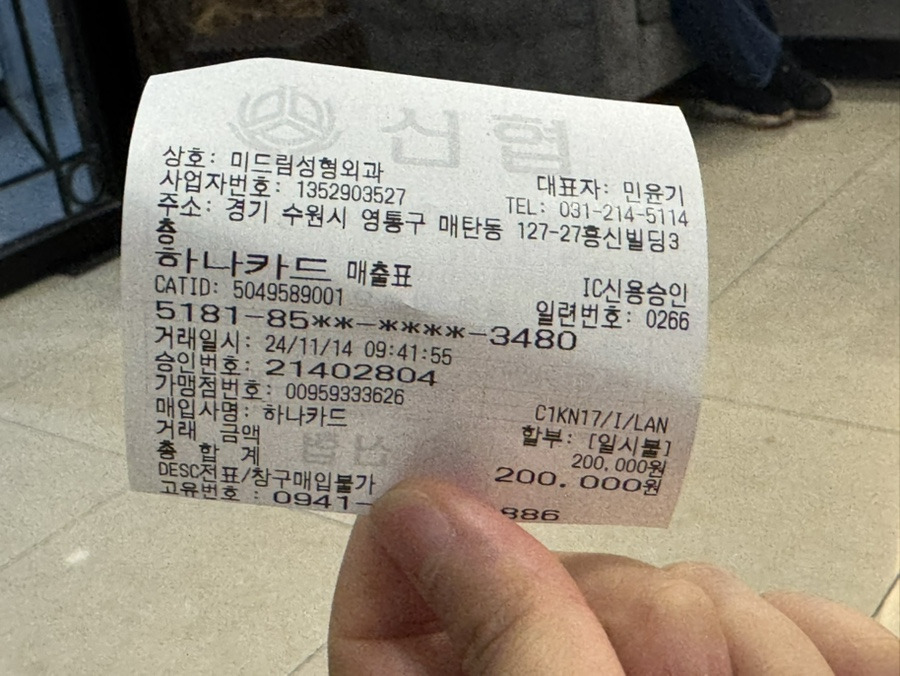 신협
상호: 미드림성형외과
대표자: 민윤기
사업자번호: 1352903527
TEL: 031-214-5114
주소: 경기 수원시 영통구 매탄동 127-27흥신빌딩3
층
하나카드 매출표
IC신용승인
CATID: 5049589001
일련번호: 0266
5181-85**-****-3480
거래일시: 24/11/14 09:41:55
승인번호: 21402804
가맹점번호: 00959333626
C1KN17/I/LAN
매입사명: 하나카드
할부: [일시불]
거래 금액
200,000원
총 합 계
200,000원
DESC전표/창구매입불가
고유번호 : 0941-
886